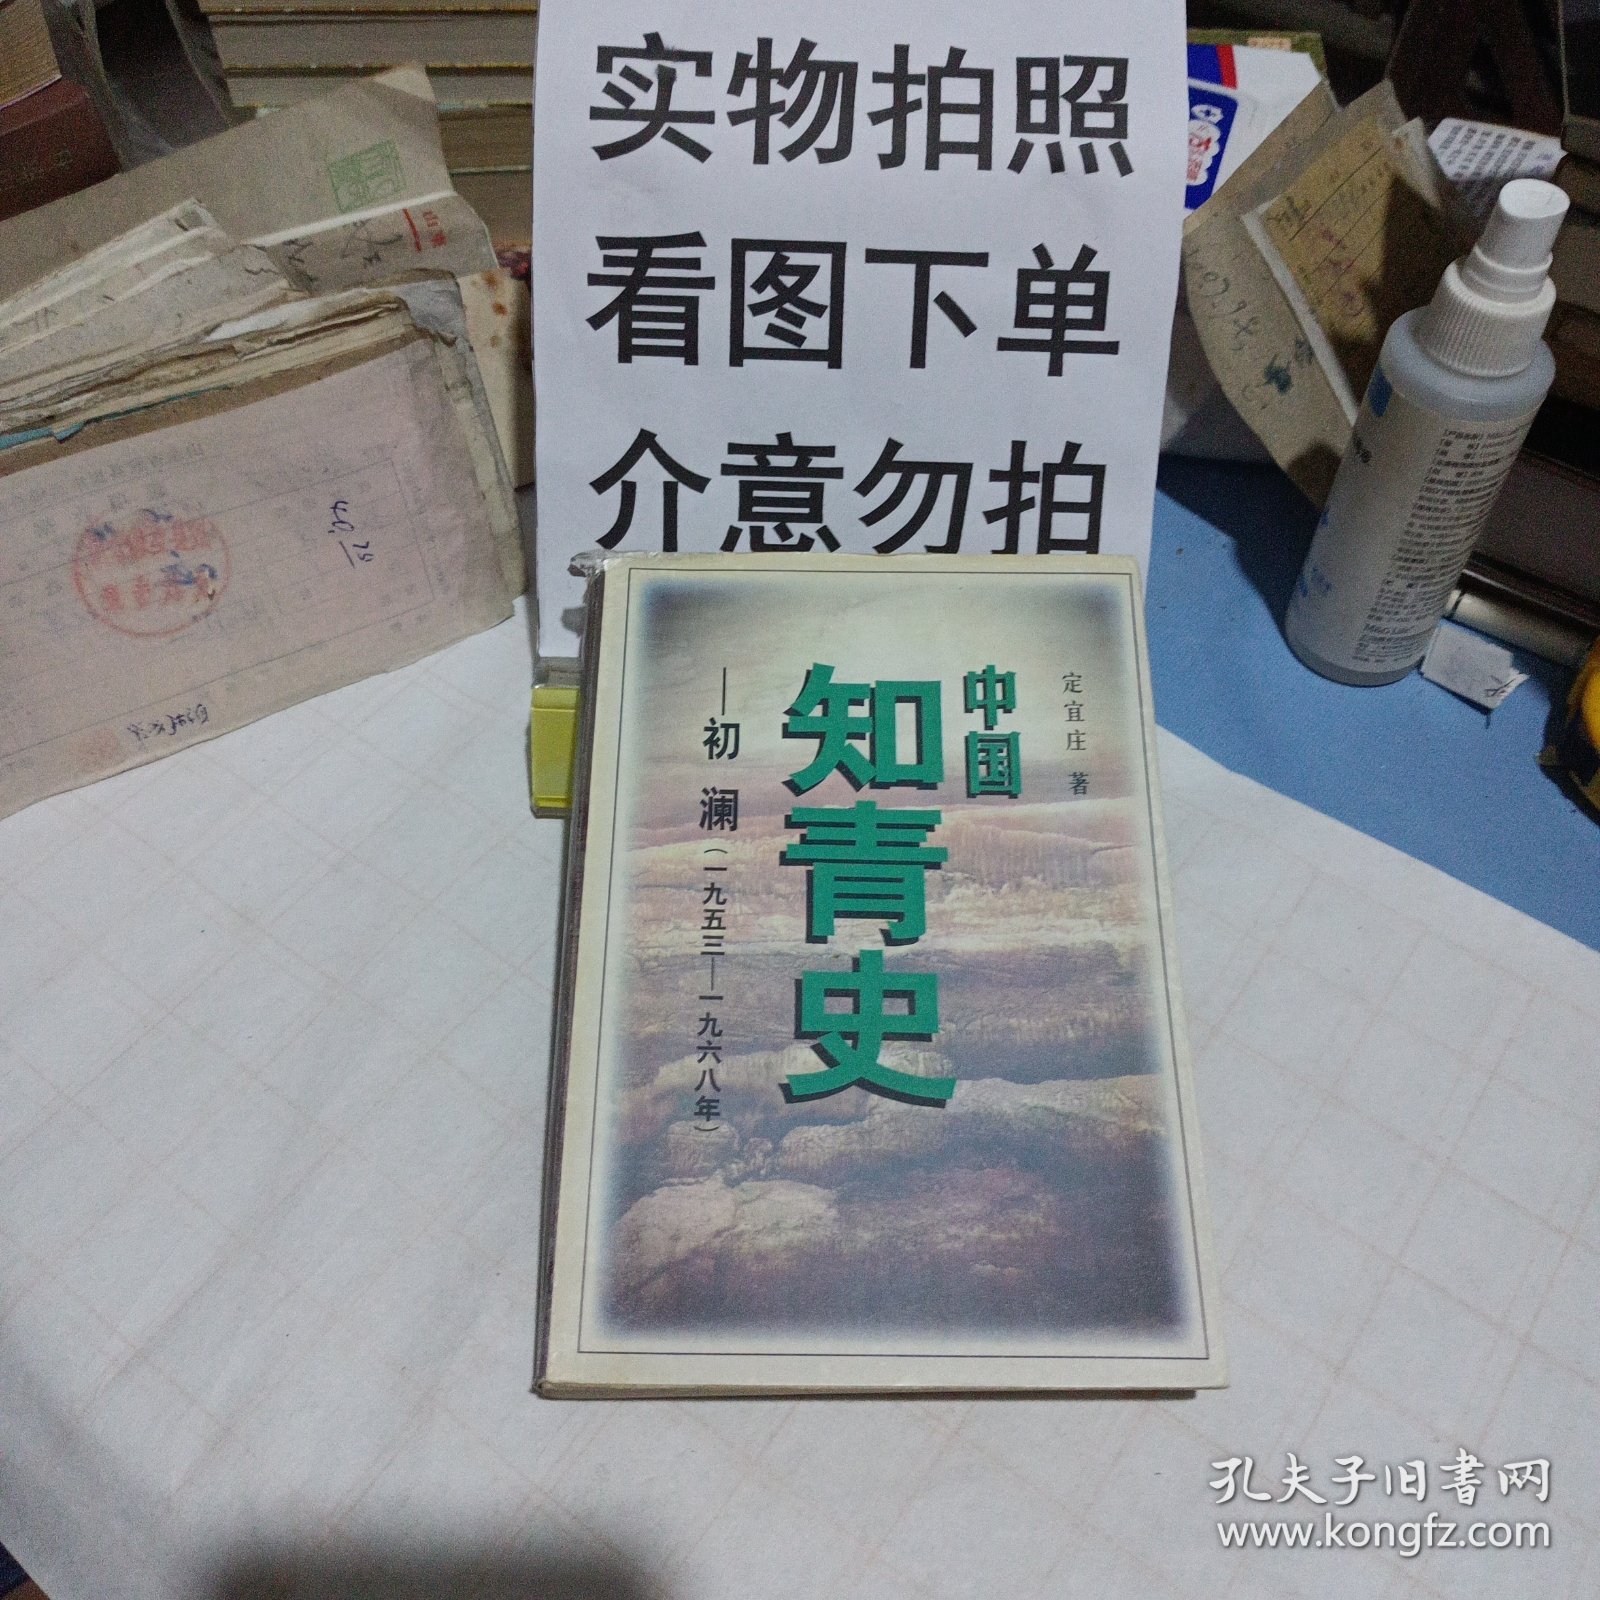 实物拍照
看图下单
介意勿拍
定宜庄 著
中国
知青史
——初 澜(一九五三—一九六八年)
孔夫子旧书网
www.kongfz.com